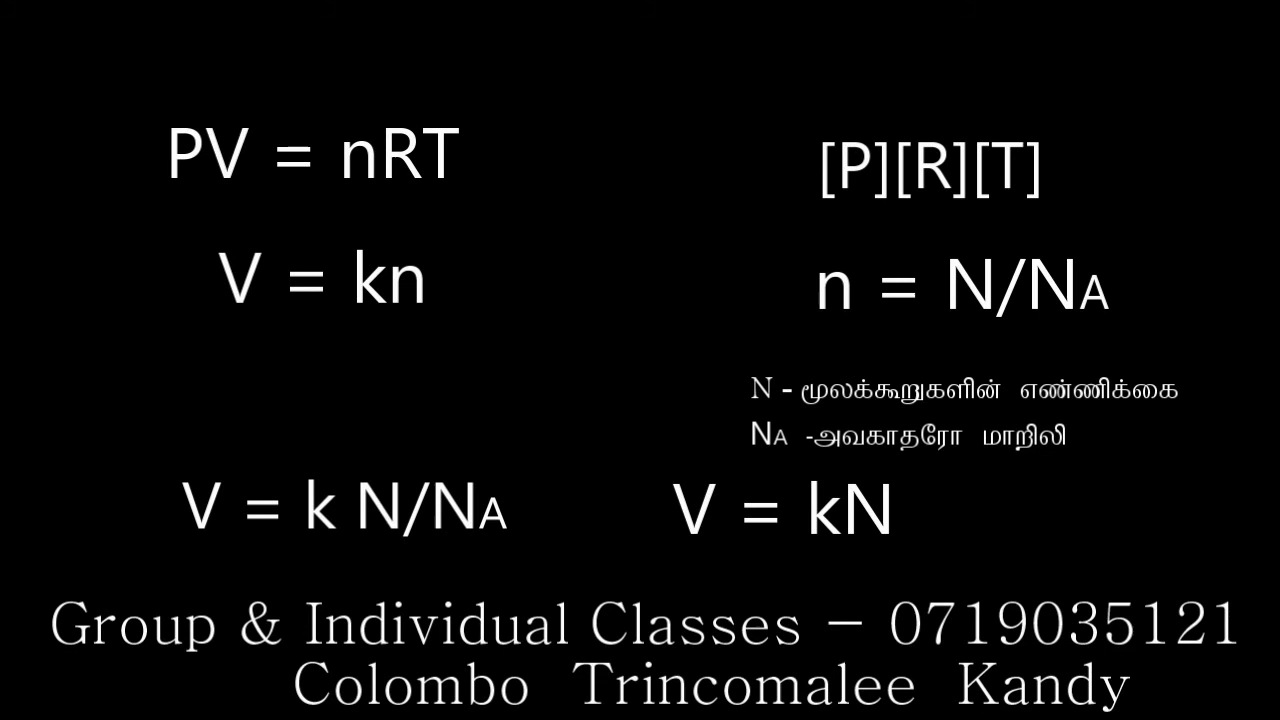 PV = nRT
[P][R][T]
V = kn
n = N/NA
N - மூலக்கூறுகளின் எண்ணிக்கை
NA -அவகாதரோ மாறிலி
V = k N/NA
V = kN
Group & Individual Classes – 0719035121
Colombo Trincomalee Kandy